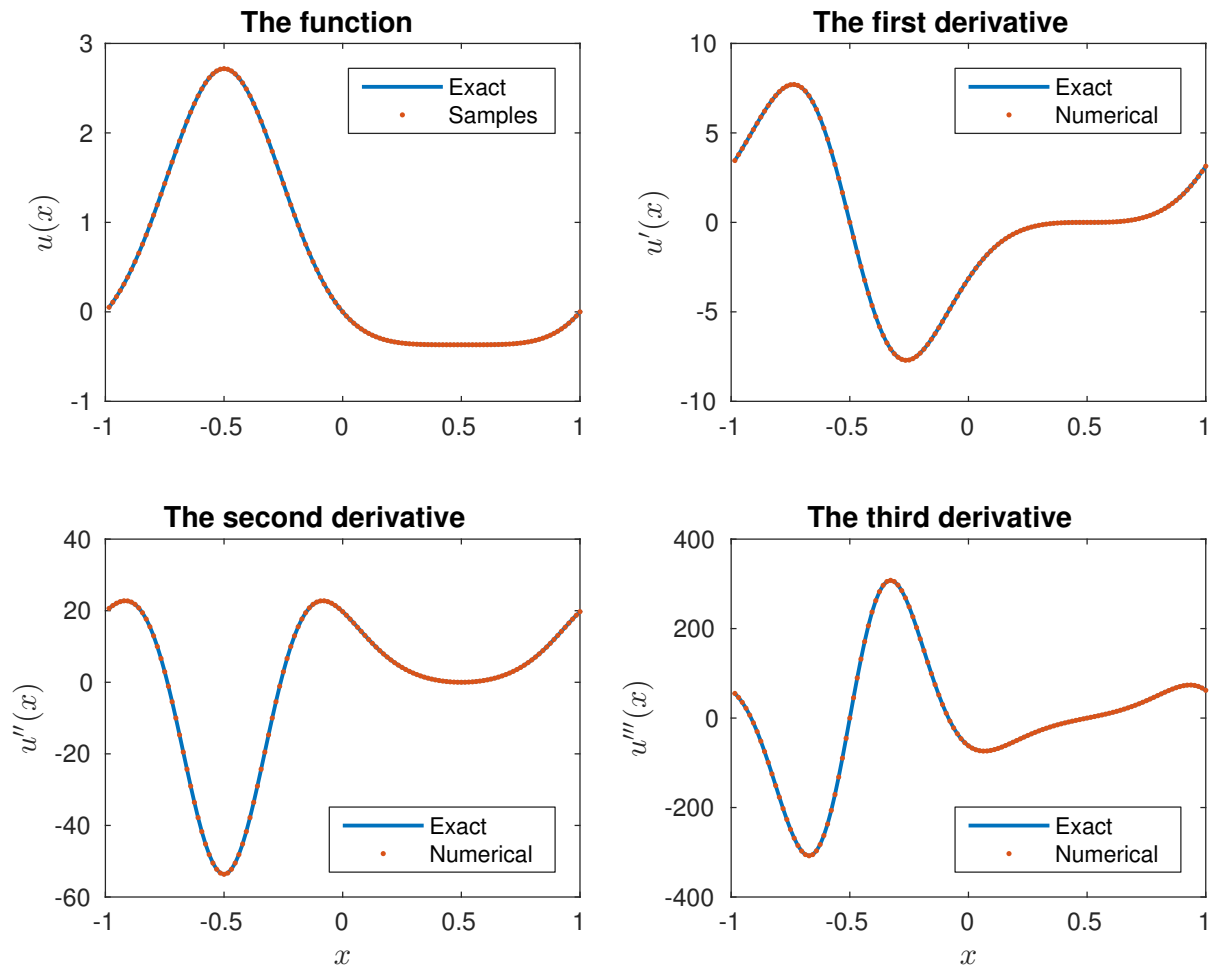 The function
3
2
1
0
-1
u(x)
Exact
Samples
-1 -0.5 0 0.5 1
The first derivative
10
5
0
-5
-10
u′(x)
Exact
Numerical
-1 -0.5 0 0.5 1
The second derivative
40
20
0
-20
-40
-60
u″(x)
Exact
Numerical
-1 -0.5 0 0.5 1
x
The third derivative
400
200
0
-200
-400
u‴(x)
Exact
Numerical
-1 -0.5 0 0.5 1
x